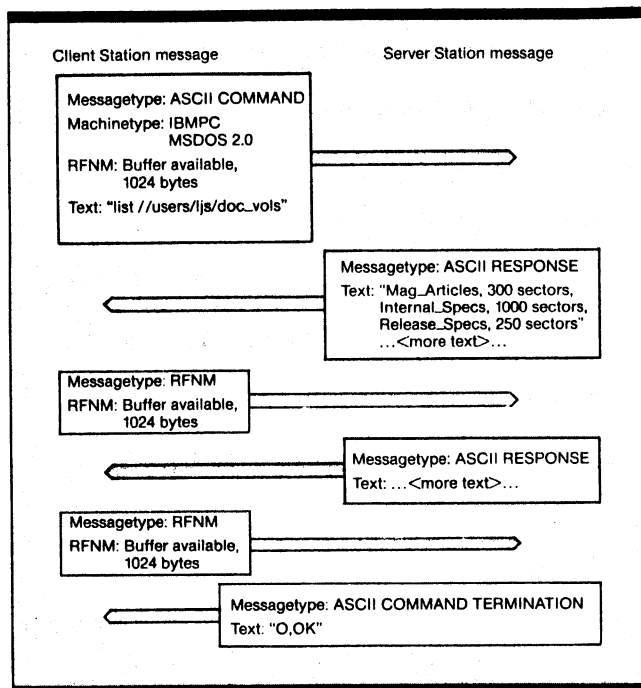 Client Station message
Server Station message
Messagetype: ASCII COMMAND
Machinetype: IBMPC
MSDOS 2.0
RFNM: Buffer available,
1024 bytes
Text: "list //users/ljs/doc_vols"
Messagetype: ASCII RESPONSE
Text: "Mag_Articles, 300 sectors,
Internal_Specs, 1000 sectors,
Release_Specs, 250 sectors"
...<more text>...
Messagetype: RFNM
RFNM: Buffer available,
1024 bytes
Messagetype: ASCII RESPONSE
Text: ...<more text>...
Messagetype: RFNM
RFNM: Buffer available,
1024 bytes
Messagetype: ASCII COMMAND TERMINATION
Text: "O,OK"